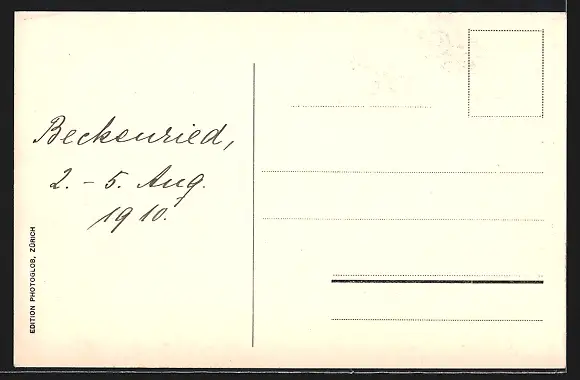 Beckenried,
2. – 5. Aug.
1910.
EDITION PHOTOGLOB, ZÜRICH